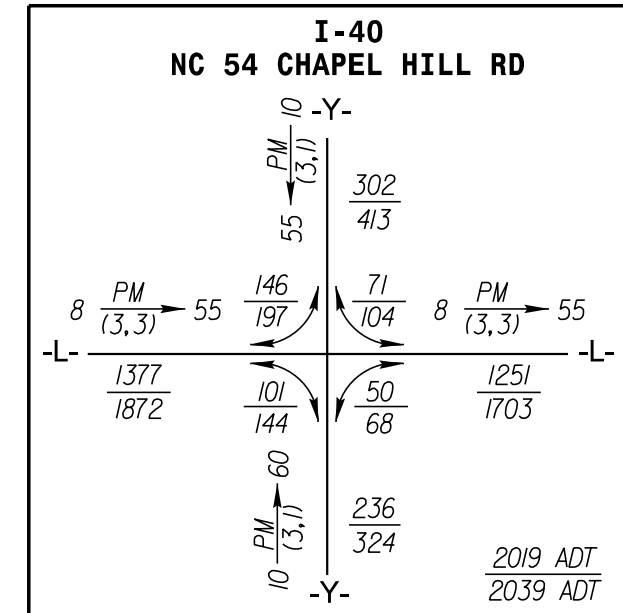 I-40
NC 54 CHAPEL HILL RD
-Y-
10
PM
(3,1)
55
302
413
8
PM
(3,3)
55
146
197
71
104
8
PM
(3,3)
55
-L-
-L-
1377
1872
101
144
50
68
1251
1703
60
PM
(3,1)
10
236
324
-Y-
2019 ADT
2039 ADT